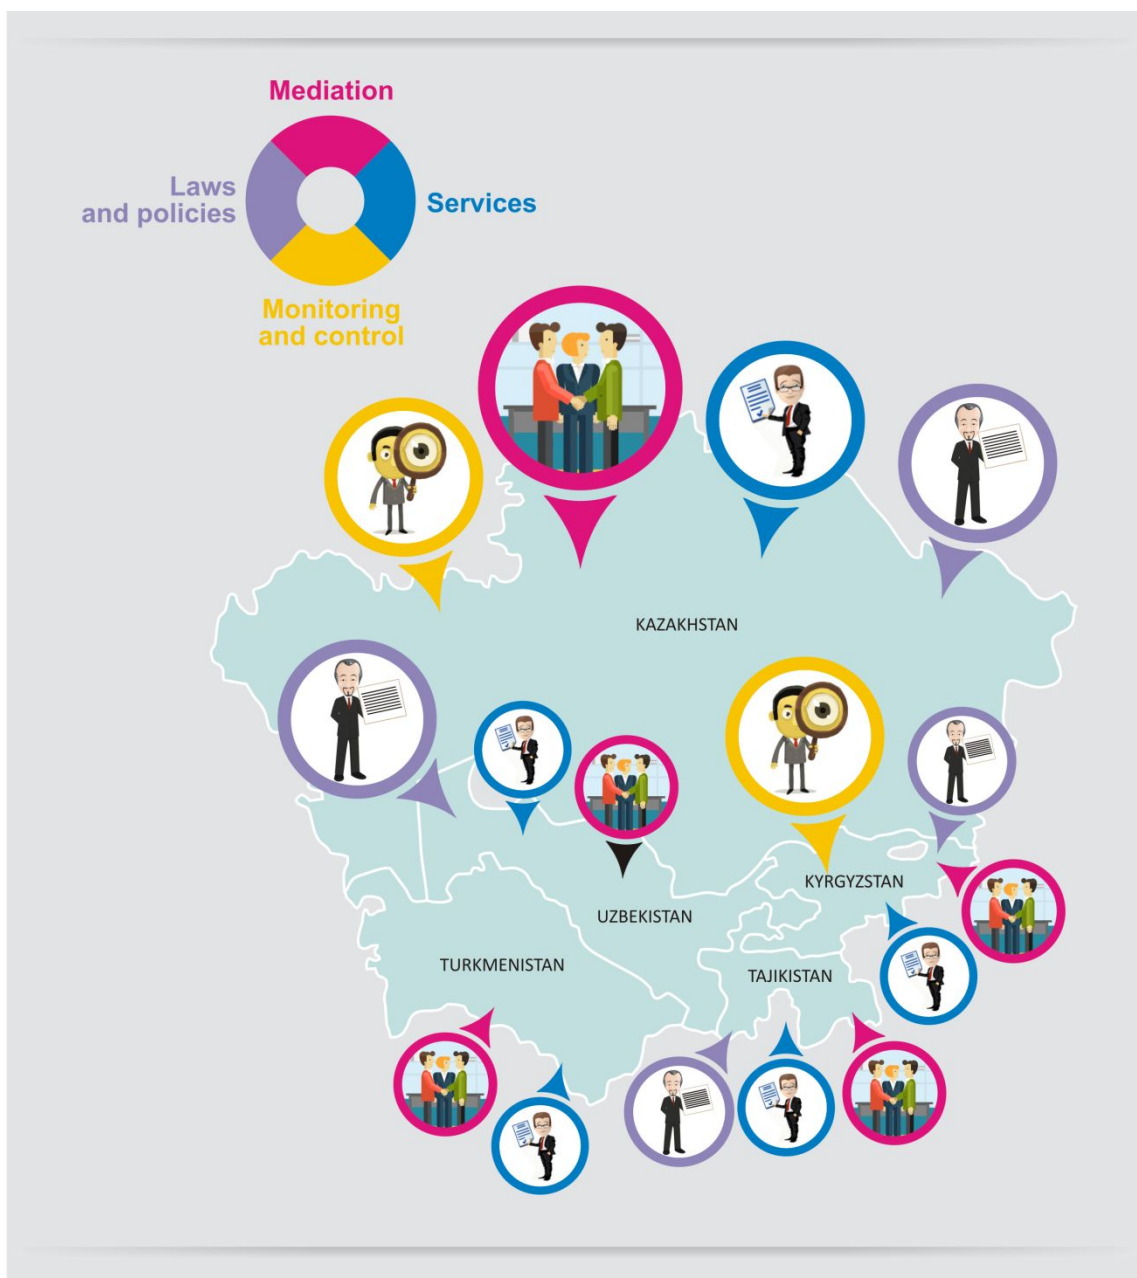 Mediation
Laws
and policies
Services
Monitoring
and control
KAZAKHSTAN
KYRGYZSTAN
UZBEKISTAN
TURKMENISTAN
TAJIKISTAN